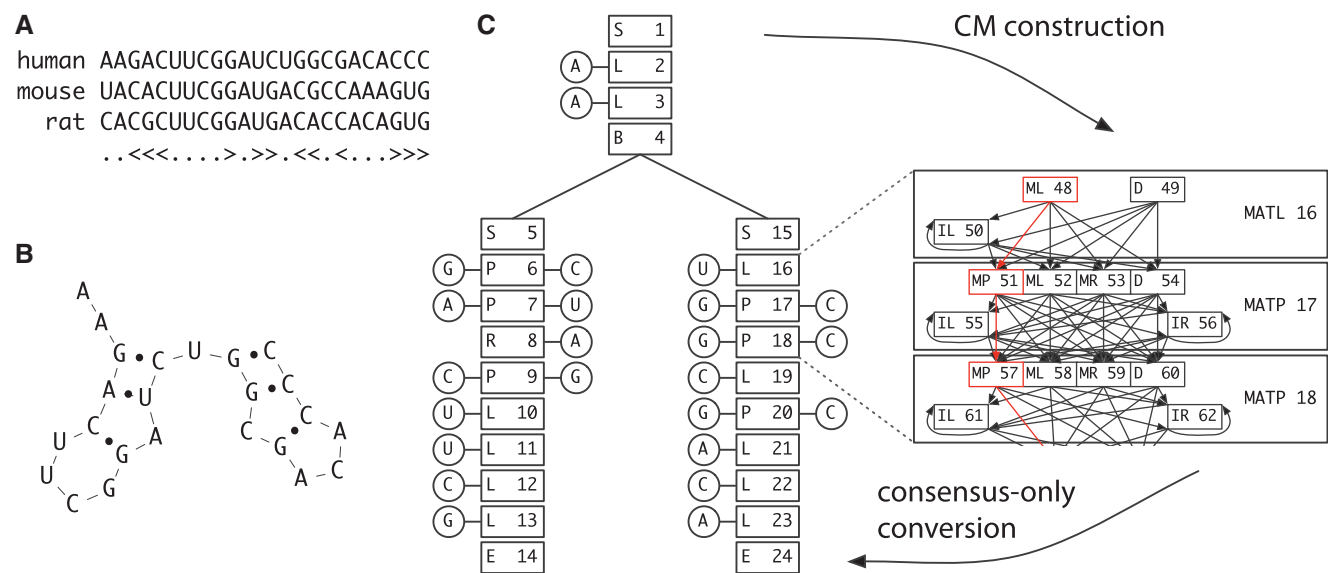 A
human AAGACUUCGGAUCUGGCGACACCC
mouse UACACUUCGGAUGACGCCAAAGUG
rat CACGCUUCGGAUGACACCACAGUG
..<<<....>.>>.<<.<...>>>
B
A
A
G C U G C
A U G C
C G A C G C A
U U C G A C
C
S 1
A L 2
A L 3
B 4
S 5
G P 6 C
A P 7 U
R 8 A
C P 9 G
U L 10
U L 11
C L 12
G L 13
E 14
S 15
U L 16
G P 17 C
G P 18 C
C L 19
G P 20 C
A L 21
C L 22
A L 23
E 24
CM construction
ML 48 D 49
IL 50
MATL 16
MP 51 ML 52 MR 53 D 54
IL 55 IR 56
MATP 17
MP 57 ML 58 MR 59 D 60
IL 61 IR 62
MATP 18
consensus-only
conversion